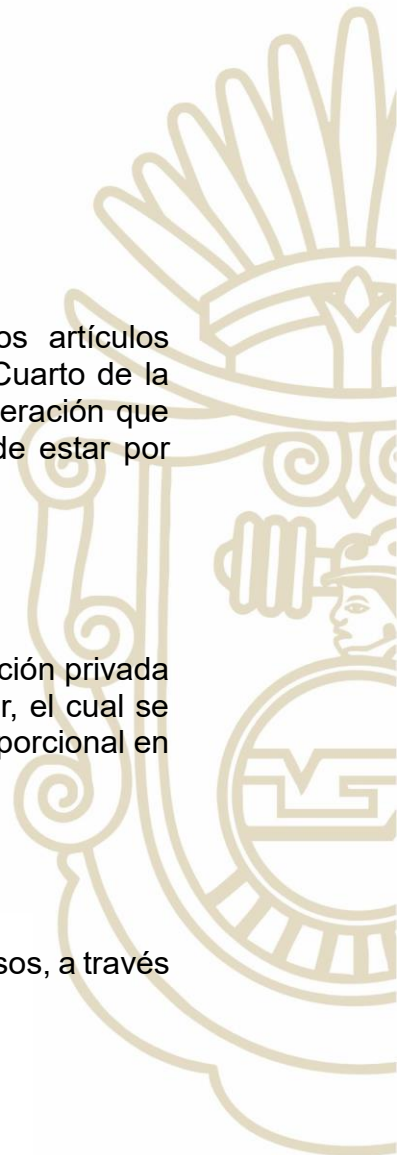 os artículos
Cuarto de la
eración que
de estar por
ción privada
r, el cual se
porcional en
sos, a través